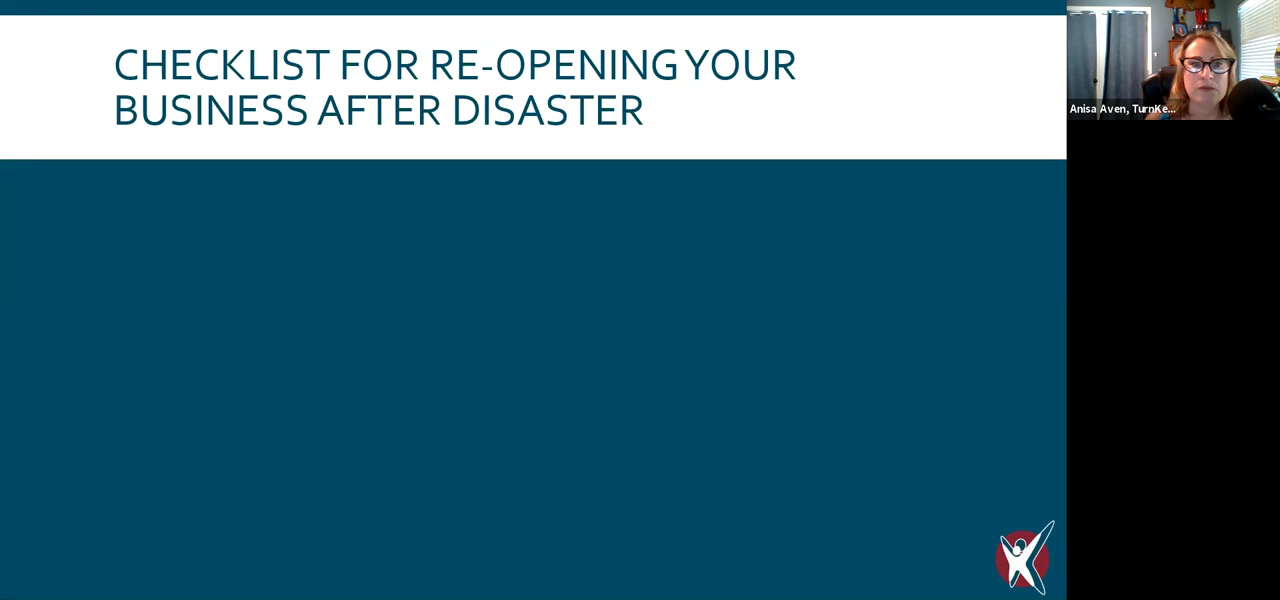 CHECKLIST FOR RE-OPENING YOUR
BUSINESS AFTER DISASTER
Anisa Aven, TurnKe...